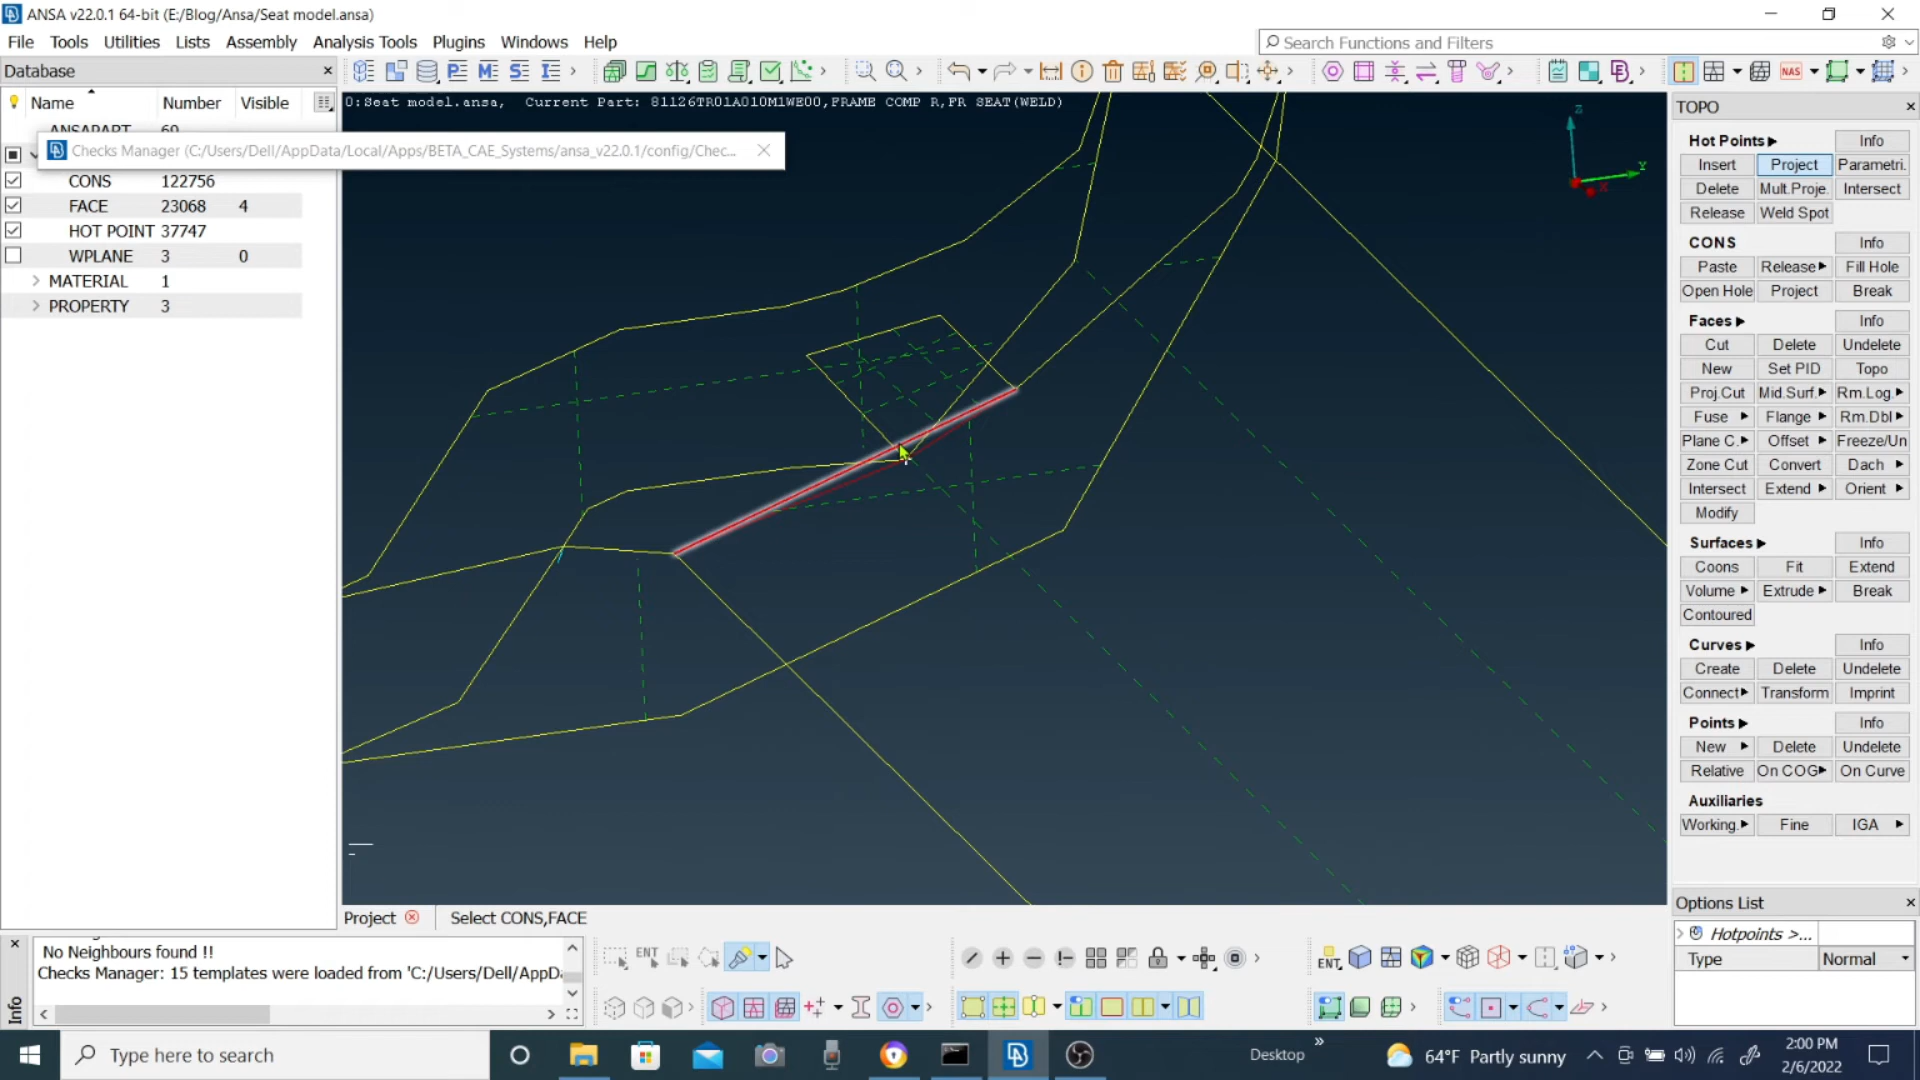 ANSA v22.0.1 64-bit (E:/Blog/Ansa/Seat model.ansa)
File Tools Utilities Lists Assembly Analysis Tools Plugins Windows Help
Search Functions and Filters
Database
Name Number Visible
0:Seat model.ansa, Current Part: 81126TR01A010M1WE00,FRAME COMP R,FR SEAT(WELD)
Checks Manager (C:/Users/Dell/AppData/Local/Apps/BETA_CAE_Systems/ansa_v22.0.1/config/Chec...
CONS 122756
FACE 23068 4
HOT POINT 37747
WPLANE 3 0
MATERIAL 1
PROPERTY 3
Z
Y
X
TOPO
Hot Points Info
Insert Project Parametri.
Delete Mult.Proje. Intersect
Release Weld Spot
CONS Info
Paste Release Fill Hole
Open Hole Project Break
Faces Info
Cut Delete Undelete
New Set PID Topo
Proj.Cut Mid.Surf. Rm.Log.
Fuse Flange Rm.Dbl
Plane C. Offset Freeze/Un
Zone Cut Convert Dach
Intersect Extend Orient
Modify
Surfaces Info
Coons Fit Extend
Volume Extrude Break
Contoured
Curves Info
Create Delete Undelete
Connect Transform Imprint
Points Info
New Delete Undelete
Relative On COG On Curve
Auxiliaries
Working. Fine IGA
Options List
Hotpoints >...
Type Normal
Project Select CONS,FACE
No Neighbours found !!
Checks Manager: 15 templates were loaded from 'C:/Users/Dell/AppD
Info
ENT
ENT
NAS
Type here to search
Desktop
64°F Partly sunny
2:00 PM
2/6/2022